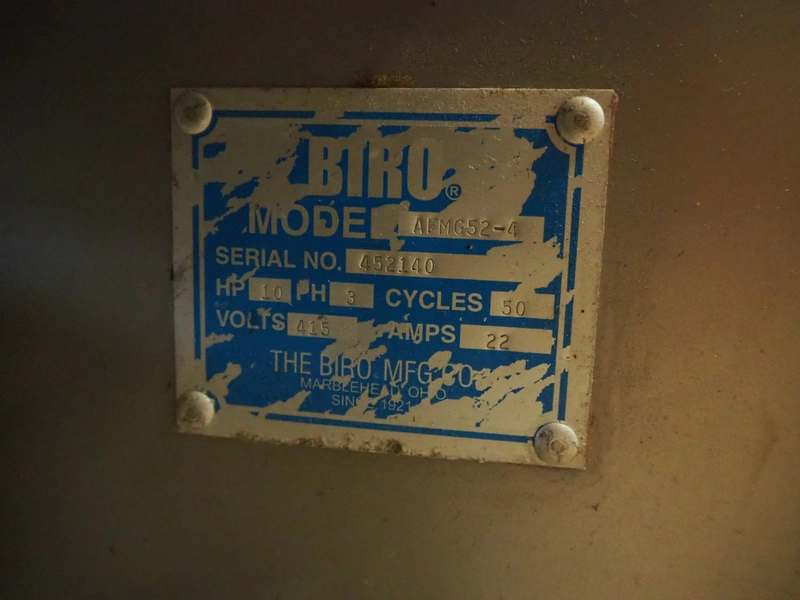 BIRO®
MODEL AFMG52-4
SERIAL NO. 452140
HP 10 PH 3 CYCLES 50
VOLTS 415 AMPS 22
THE BIRO MFG CO.
MARBLEHEAD, OHIO
SINCE 1921